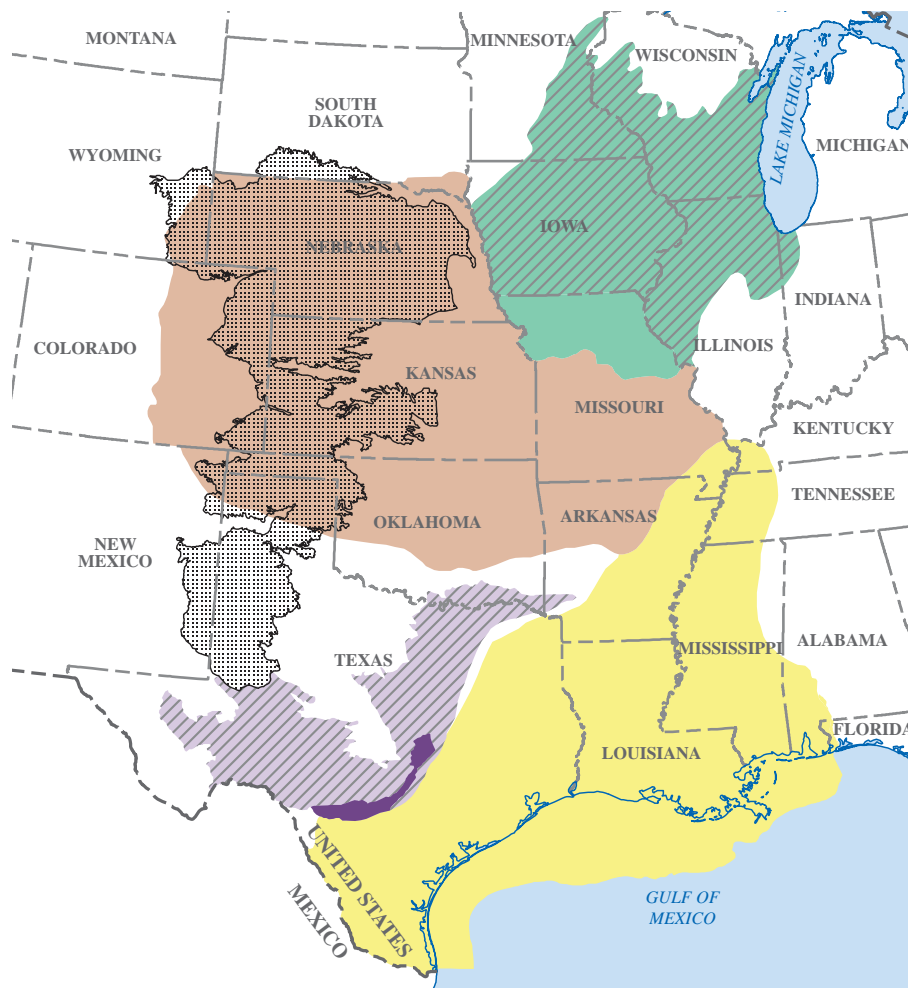 MONTANA
MINNESOTA
WISCONSIN
SOUTH
DAKOTA
LAKE MICHIGAN
WYOMING
MICHIGAN
NEBRASKA
IOWA
INDIANA
COLORADO
ILLINOIS
KANSAS
MISSOURI
KENTUCKY
TENNESSEE
OKLAHOMA
ARKANSAS
NEW
MEXICO
TEXAS
MISSISSIPPI
ALABAMA
FLORIDA
LOUISIANA
UNITED STATES
MEXICO
GULF OF
MEXICO